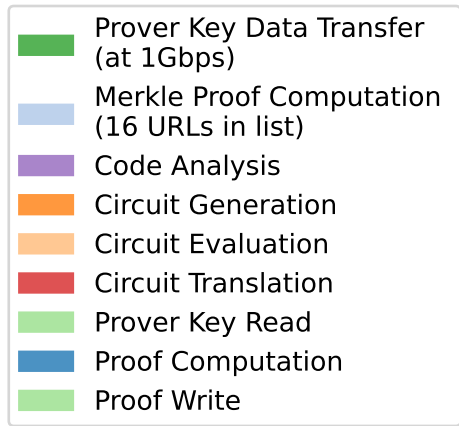 Prover Key Data Transfer
(at 1Gbps)
Merkle Proof Computation
(16 URLs in list)
Code Analysis
Circuit Generation
Circuit Evaluation
Circuit Translation
Prover Key Read
Proof Computation
Proof Write